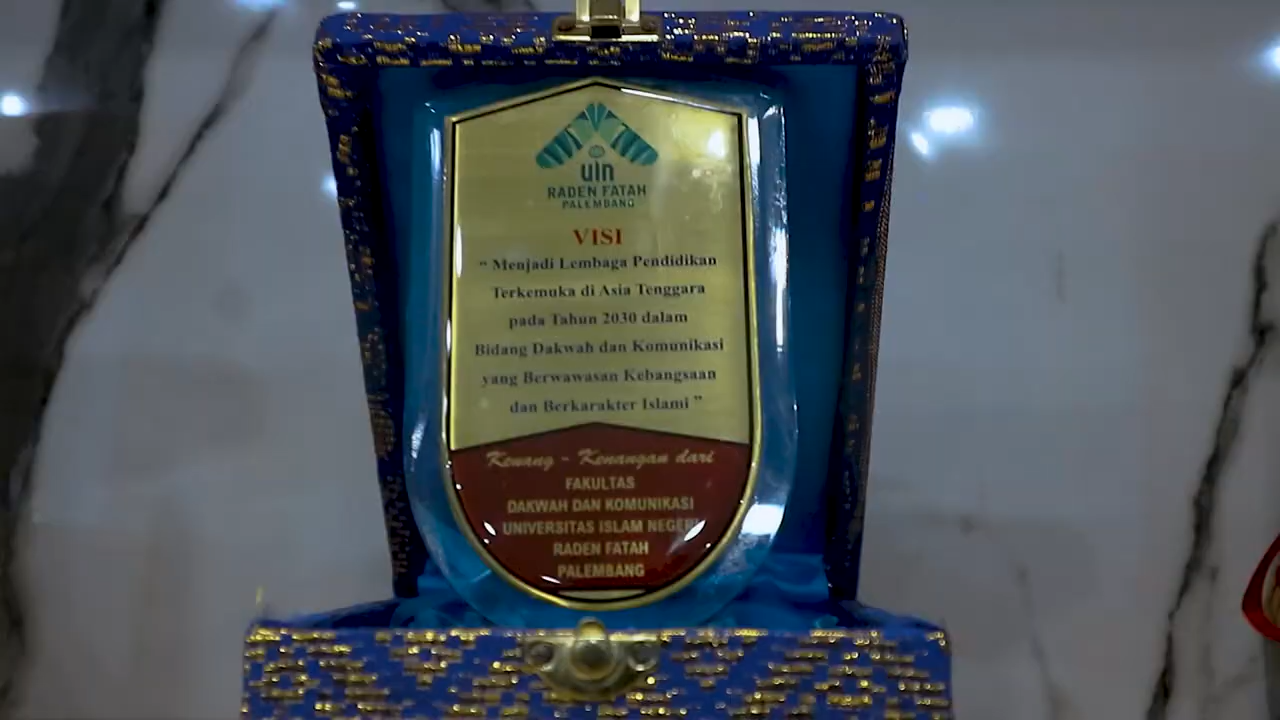 uin
RADEN FATAH
PALEMBANG
VISI
“ Menjadi Lembaga Pendidikan
Terkemuka di Asia Tenggara
pada Tahun 2030 dalam
Bidang Dakwah dan Komunikasi
yang Berwawasan Kebangsaan
dan Berkarakter Islami ”
Kenang - Kenangan dari
FAKULTAS
DAKWAH DAN KOMUNIKASI
UNIVERSITAS ISLAM NEGERI
RADEN FATAH
PALEMBANG